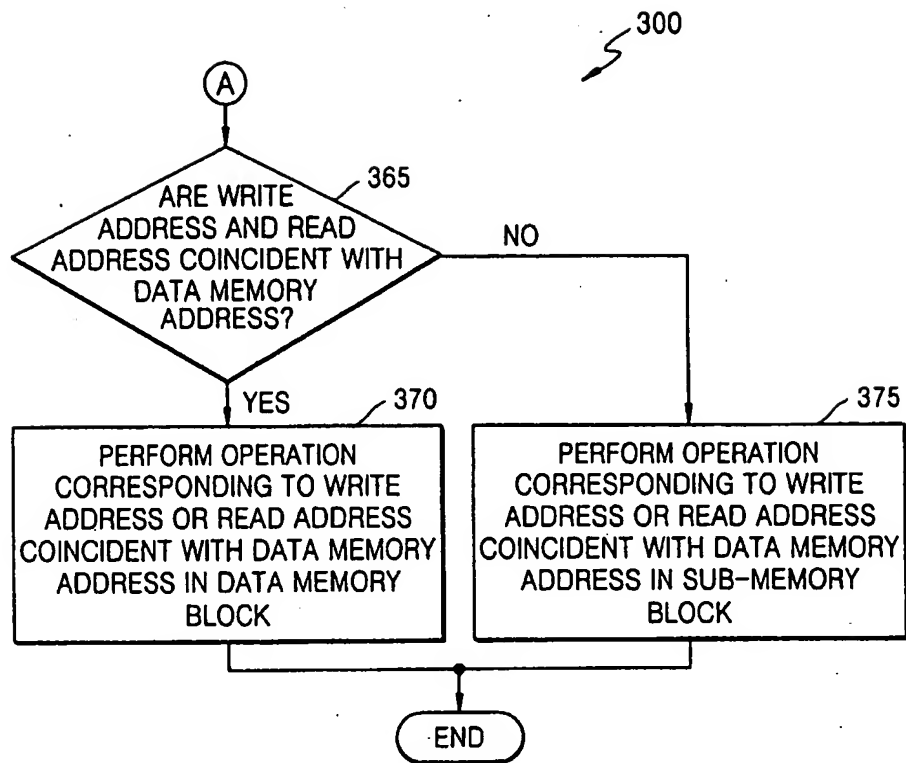 300
A
365
ARE WRITE
ADDRESS AND READ
ADDRESS COINCIDENT WITH
DATA MEMORY
ADDRESS?
NO
YES
370
375
PERFORM OPERATION
CORRESPONDING TO WRITE
ADDRESS OR READ ADDRESS
COINCIDENT WITH DATA MEMORY
ADDRESS IN DATA MEMORY
BLOCK
PERFORM OPERATION
CORRESPONDING TO WRITE
ADDRESS OR READ ADDRESS
COINCIDENT WITH DATA MEMORY
ADDRESS IN SUB-MEMORY
BLOCK
END